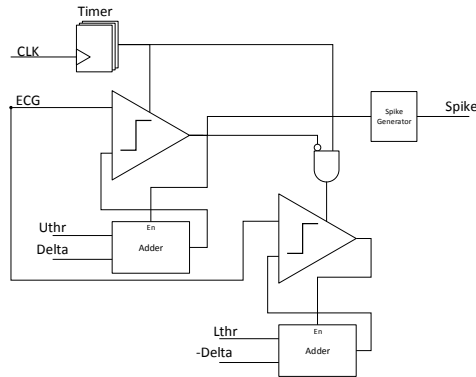 Timer
CLK
ECG
Spike
Generator
Spike
Uthr
En
Delta
Adder
Lthr
En
-Delta
Adder